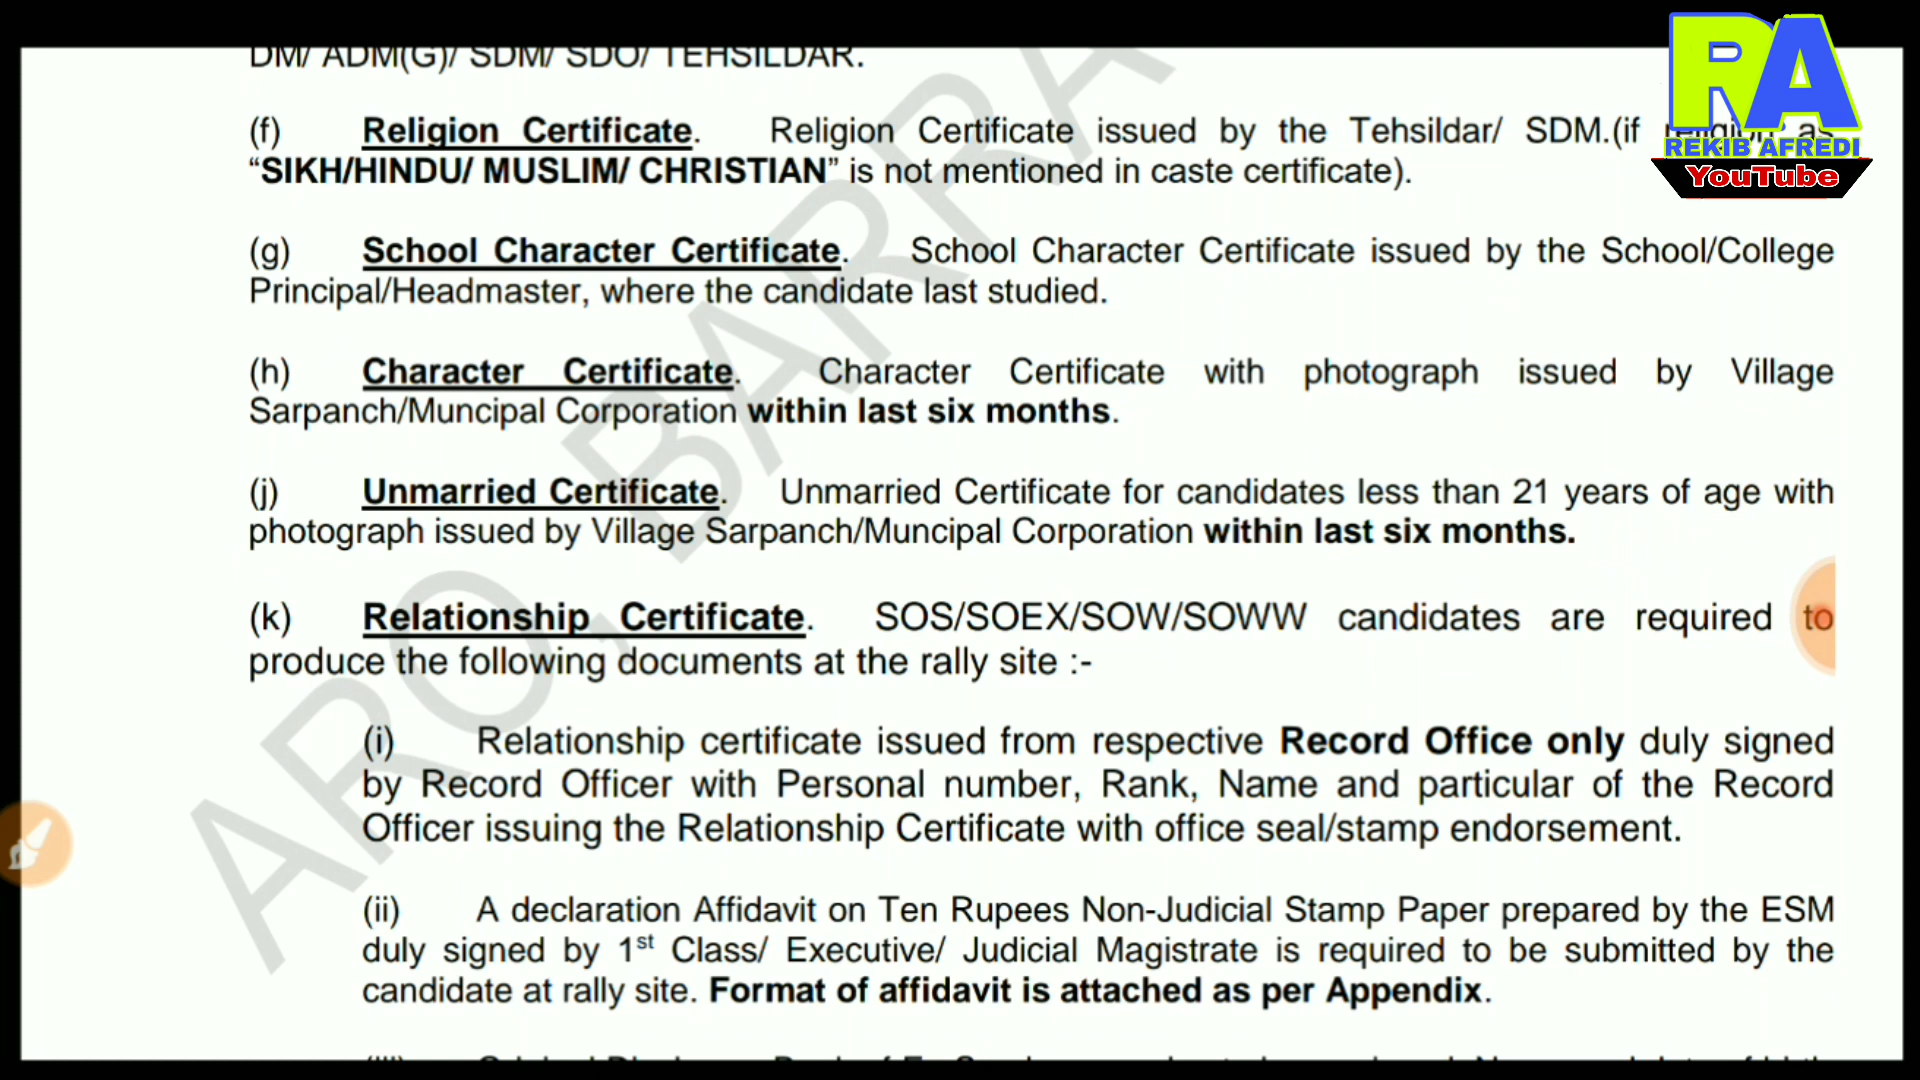 DM/ ADM(G)/ SDM/ SDO/ TEHSILDAR.
(f) Religion Certificate. Religion Certificate issued by the Tehsildar/ SDM.(if religion as
“SIKH/HINDU/ MUSLIM/ CHRISTIAN” is not mentioned in caste certificate).
(g) School Character Certificate. School Character Certificate issued by the School/College
Principal/Headmaster, where the candidate last studied.
(h) Character Certificate. Character Certificate with photograph issued by Village
Sarpanch/Muncipal Corporation within last six months.
(j) Unmarried Certificate. Unmarried Certificate for candidates less than 21 years of age with
photograph issued by Village Sarpanch/Muncipal Corporation within last six months.
(k) Relationship Certificate. SOS/SOEX/SOW/SOWW candidates are required to
produce the following documents at the rally site :-
(i) Relationship certificate issued from respective Record Office only duly signed
by Record Officer with Personal number, Rank, Name and particular of the Record
Officer issuing the Relationship Certificate with office seal/stamp endorsement.
(ii) A declaration Affidavit on Ten Rupees Non-Judicial Stamp Paper prepared by the ESM
duly signed by 1st Class/ Executive/ Judicial Magistrate is required to be submitted by the
candidate at rally site. Format of affidavit is attached as per Appendix.
ARO, BARRA
RA
REKIB AFREDI
YouTube